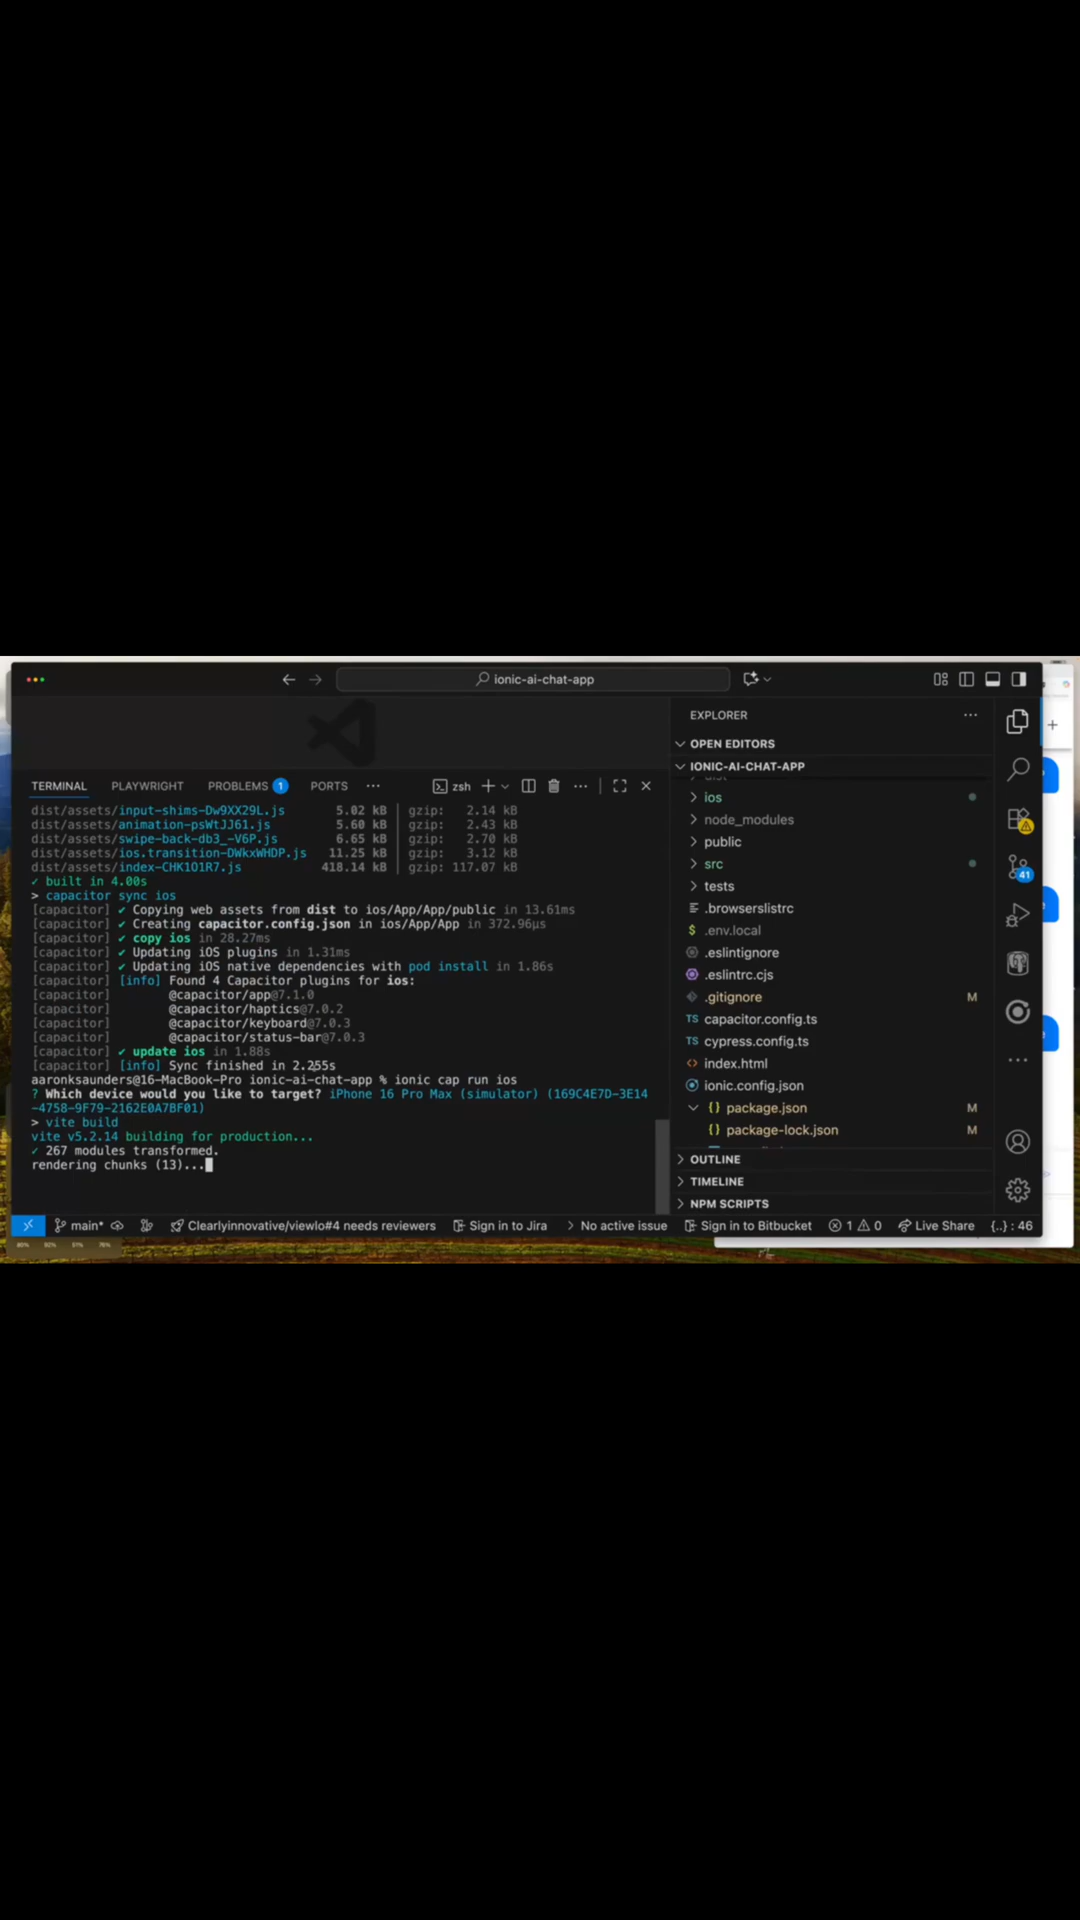 ionic-ai-chat-app
EXPLORER
OPEN EDITORS
IONIC-AI-CHAT-APP
TERMINAL
PLAYWRIGHT
PROBLEMS 1
PORTS
zsh
dist/assets/input-shims-Dw9XX29L.js 5.02 kB | gzip: 2.14 kB
dist/assets/animation-psWtJJ61.js 5.60 kB | gzip: 2.43 kB
dist/assets/swipe-back-db3_-V6P.js 6.65 kB | gzip: 2.70 kB
dist/assets/ios.transition-DWkxWHDP.js 11.25 kB | gzip: 3.12 kB
dist/assets/index-CHK1O1R7.js 418.14 kB | gzip: 117.07 kB
✓ built in 4.00s
> capacitor sync ios
[capacitor] ✔ Copying web assets from dist to ios/App/App/public in 13.61ms
[capacitor] ✔ Creating capacitor.config.json in ios/App/App in 372.96μs
[capacitor] ✔ copy ios in 28.27ms
[capacitor] ✔ Updating iOS plugins in 1.31ms
[capacitor] ✔ Updating iOS native dependencies with pod install in 1.86s
[capacitor] [info] Found 4 Capacitor plugins for ios:
[capacitor] @capacitor/app@7.1.0
[capacitor] @capacitor/haptics@7.0.2
[capacitor] @capacitor/keyboard@7.0.3
[capacitor] @capacitor/status-bar@7.0.3
[capacitor] ✔ update ios in 1.88s
[capacitor] [info] Sync finished in 2.255s
aaronksaunders@16-MacBook-Pro ionic-ai-chat-app % ionic cap run ios
? Which device would you like to target? iPhone 16 Pro Max (simulator) (169C4E7D-3E14
-4758-9F79-2162E0A7BF01)
> vite build
vite v5.2.14 building for production...
✓ 267 modules transformed.
rendering chunks (13)...
ios
node_modules
public
src
tests
.browserslistrc
.env.local
.eslintignore
.eslintrc.cjs
.gitignore M
capacitor.config.ts
cypress.config.ts
index.html
ionic.config.json
package.json M
package-lock.json M
OUTLINE
TIMELINE
NPM SCRIPTS
41
main*
Clearlyinnovative/viewlo#4 needs reviewers
Sign in to Jira
No active issue
Sign in to Bitbucket
1
0
Live Share
{..} : 46